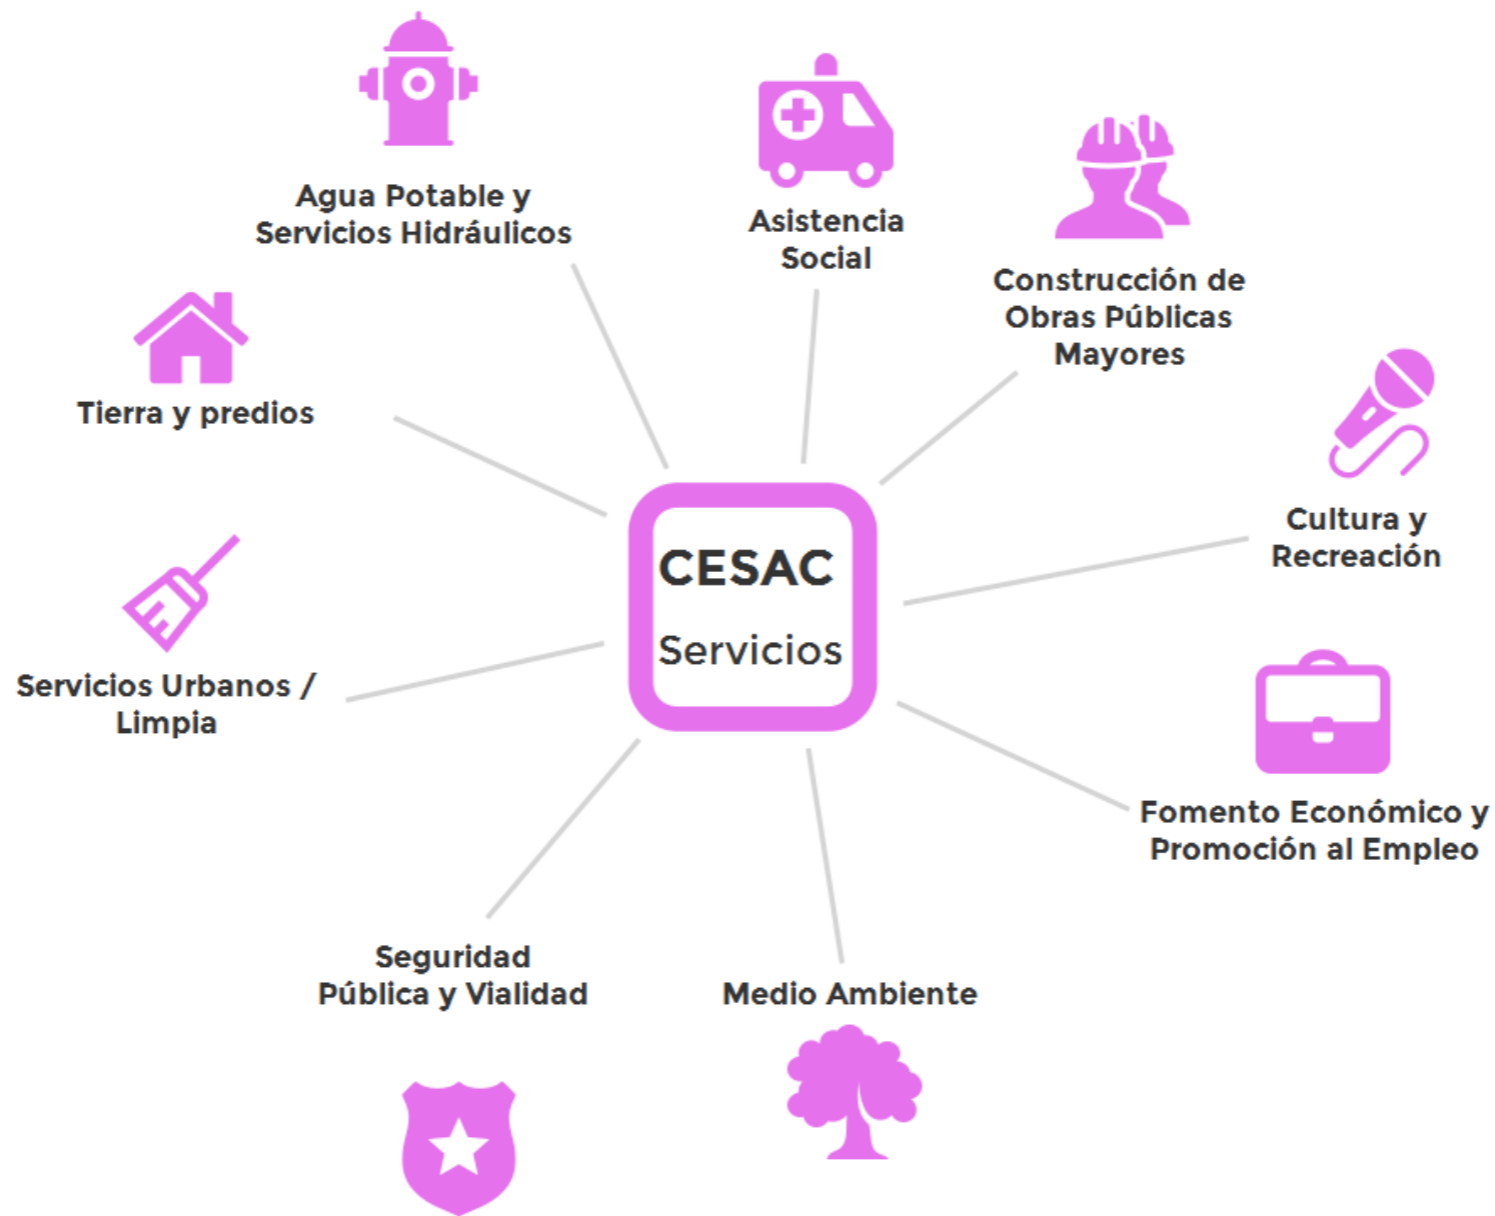 Agua Potable y
Servicios Hidráulicos
Asistencia
Social
Construcción de
Obras Públicas
Mayores
Tierra y predios
Cultura y
Recreación
CESAC
Servicios
Servicios Urbanos /
Limpia
Fomento Económico y
Promoción al Empleo
Seguridad
Pública y Vialidad
Medio Ambiente